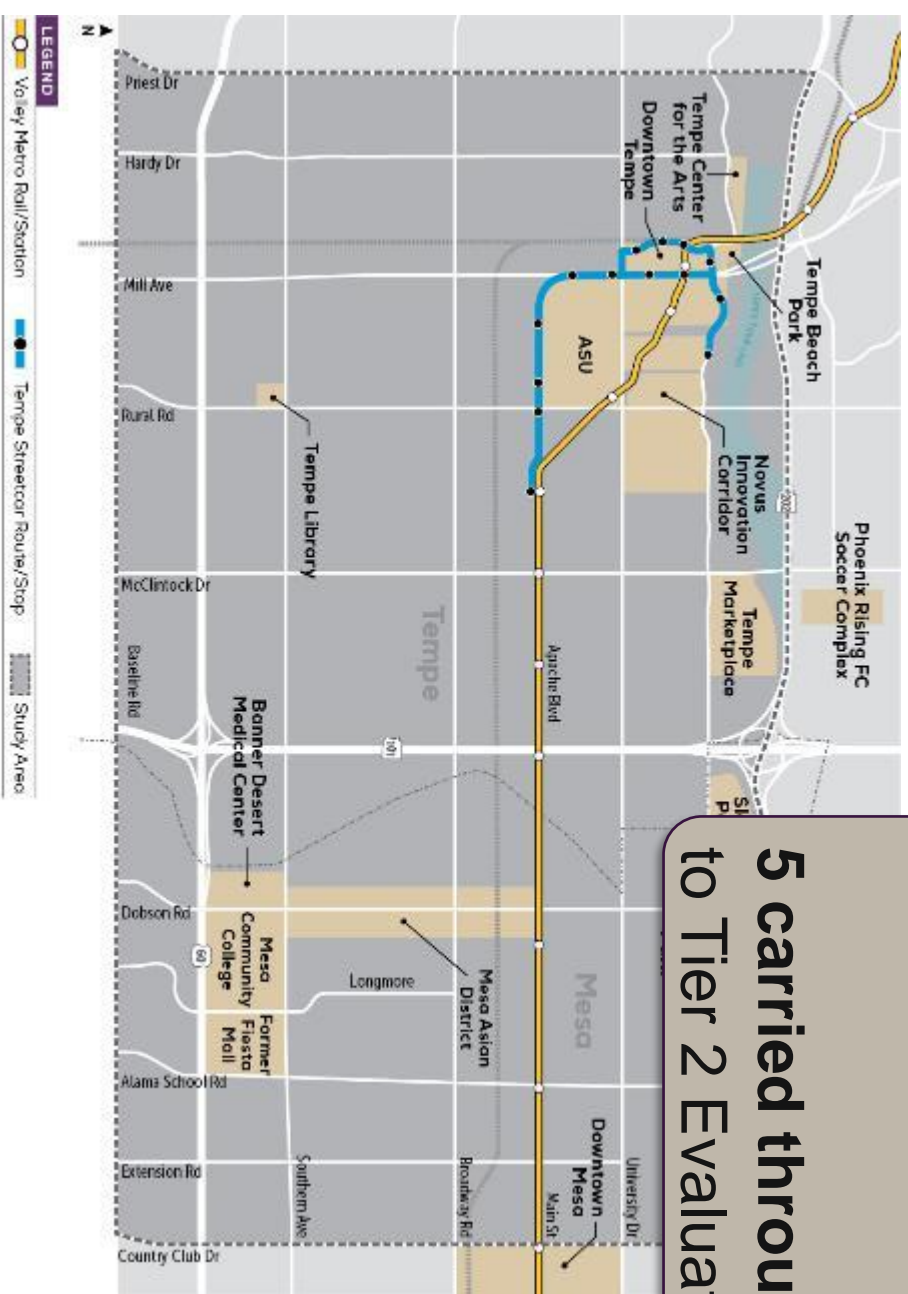 5 carried throu
to Tier 2 Evalua
Phoenix Rising FC
Soccer Complex
Tempe Beach
Park
202
Novus
Innovation
Corridor
Tempe
Marketplace
Tempe Center
for the Arts
Downtown
Tempe
ASU
Apache Blvd
Mesa
Downtown
Mesa
University Dr
Main St
Tempe
Mesa Asian
District
Broadway Rd
101
Longmore
Tempe Library
Southern Ave
Banner Desert
Medical Center
Mesa
Community
College
Former
Fiesta
Mall
60
Baseline Rd
Priest Dr
Hardy Dr
Mill Ave
Rural Rd
McClintock Dr
Dobson Rd
Alama School Rd
Extension Rd
Country Club Dr
N
LEGEND
Valley Metro Rail/Station
Tempe Streetcar Route/Stop
Study Area